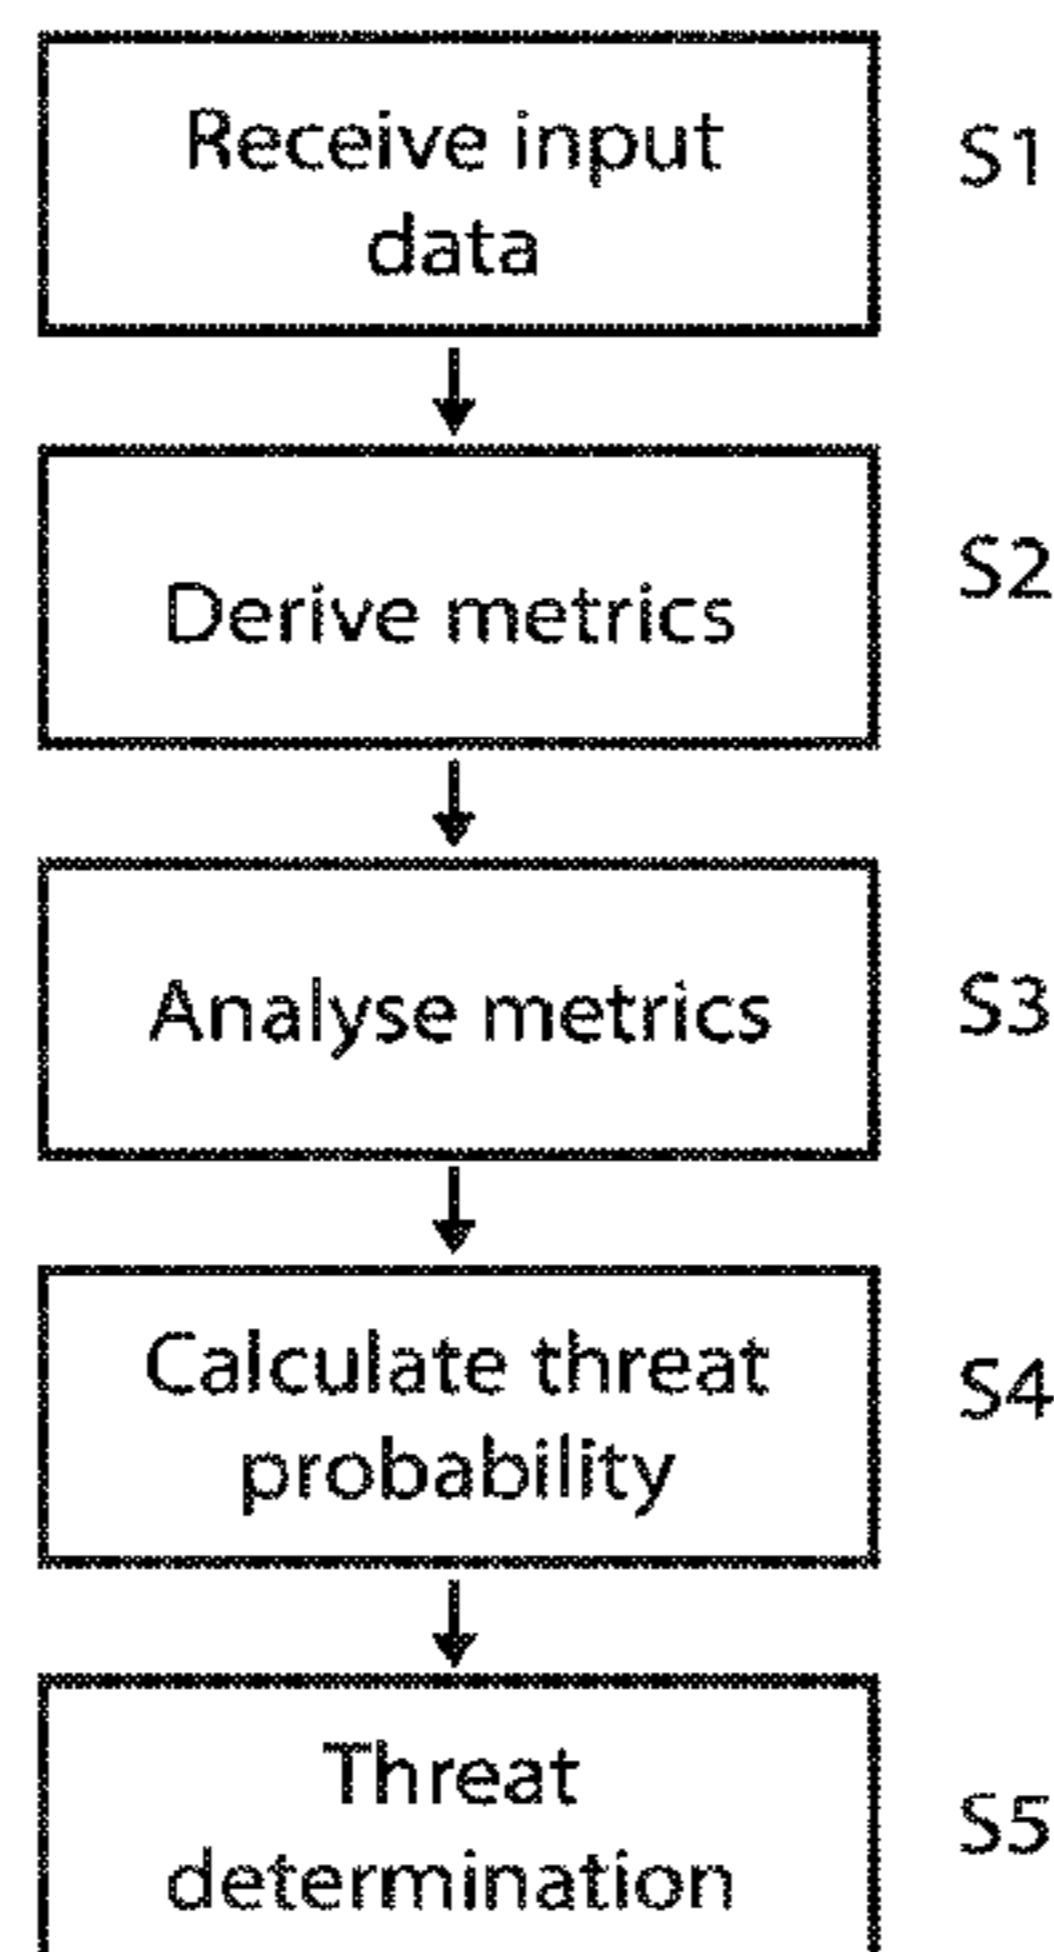 Receive input
data
S1
Derive metrics
S2
Analyse metrics
S3
Calculate threat
probability
S4
Threat
determination
S5